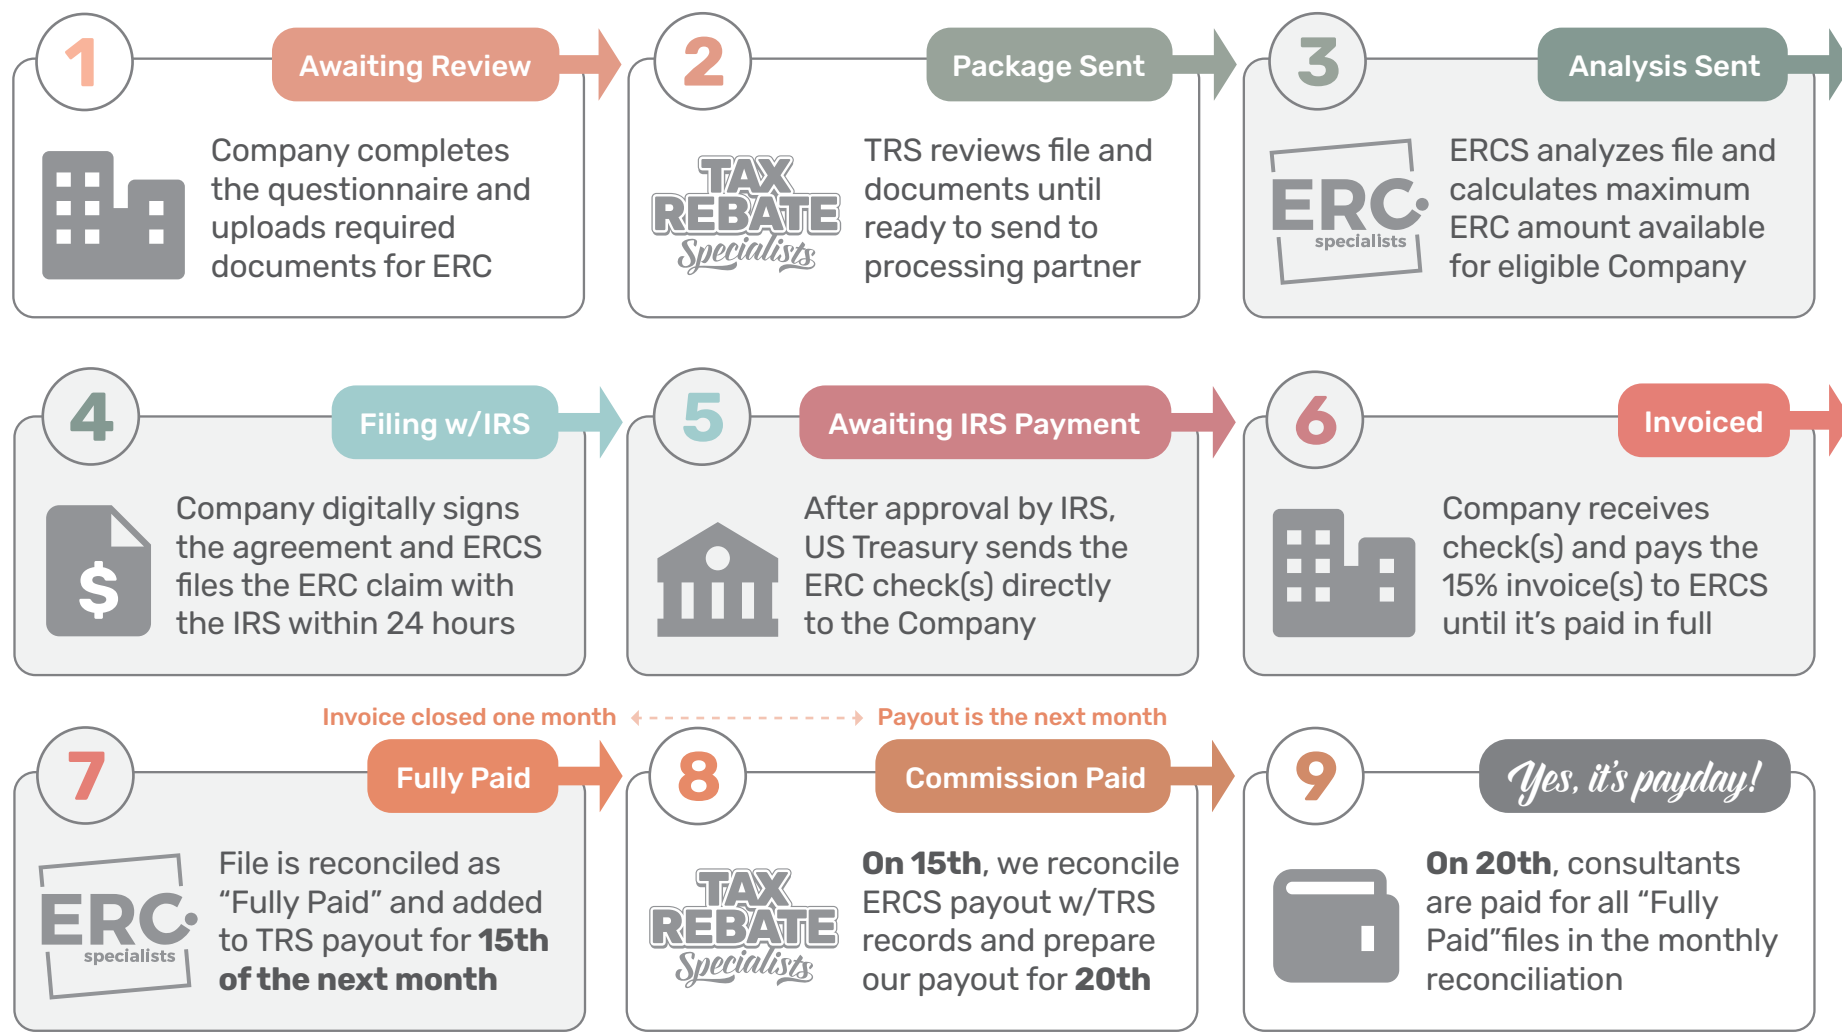 1
Awaiting Review
Company completes
the questionnaire and
uploads required
documents for ERC
2
Package Sent
TAX
REBATE
Specialists
TRS reviews file and
documents until
ready to send to
processing partner
3
Analysis Sent
ERC
specialists
ERCS analyzes file and
calculates maximum
ERC amount available
for eligible Company
4
Filing w/IRS
$
Company digitally signs
the agreement and ERCS
files the ERC claim with
the IRS within 24 hours
5
Awaiting IRS Payment
After approval by IRS,
US Treasury sends the
ERC check(s) directly
to the Company
6
Invoiced
Company receives
check(s) and pays the
15% invoice(s) to ERCS
until it's paid in full
Invoice closed one month
Payout is the next month
7
Fully Paid
ERC
specialists
File is reconciled as
“Fully Paid” and added
to TRS payout for 15th
of the next month
8
Commission Paid
TAX
REBATE
Specialists
On 15th, we reconcile
ERCS payout w/TRS
records and prepare
our payout for 20th
9
Yes, it's payday!
On 20th, consultants
are paid for all “Fully
Paid”files in the monthly
reconciliation